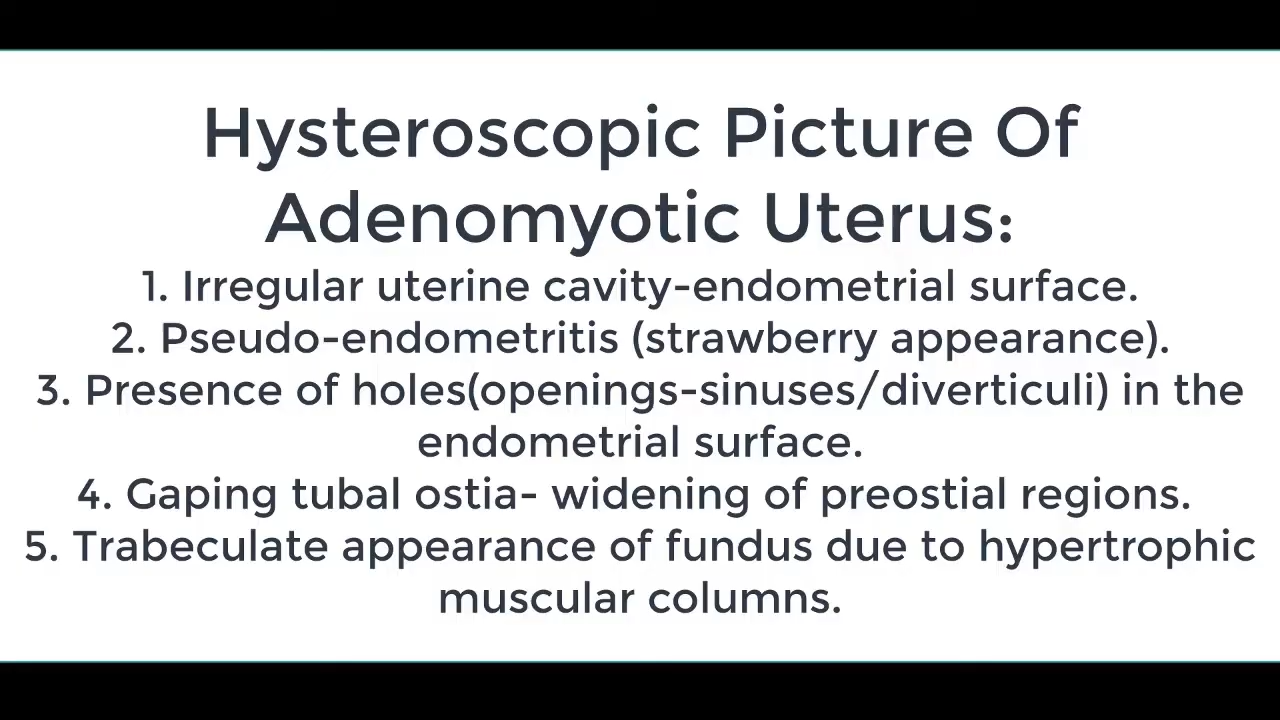 Hysteroscopic Picture Of
Adenomyotic Uterus:
1. Irregular uterine cavity-endometrial surface.
2. Pseudo-endometritis (strawberry appearance).
3. Presence of holes(openings-sinuses/diverticuli) in the
endometrial surface.
4. Gaping tubal ostia- widening of preostial regions.
5. Trabeculate appearance of fundus due to hypertrophic
muscular columns.